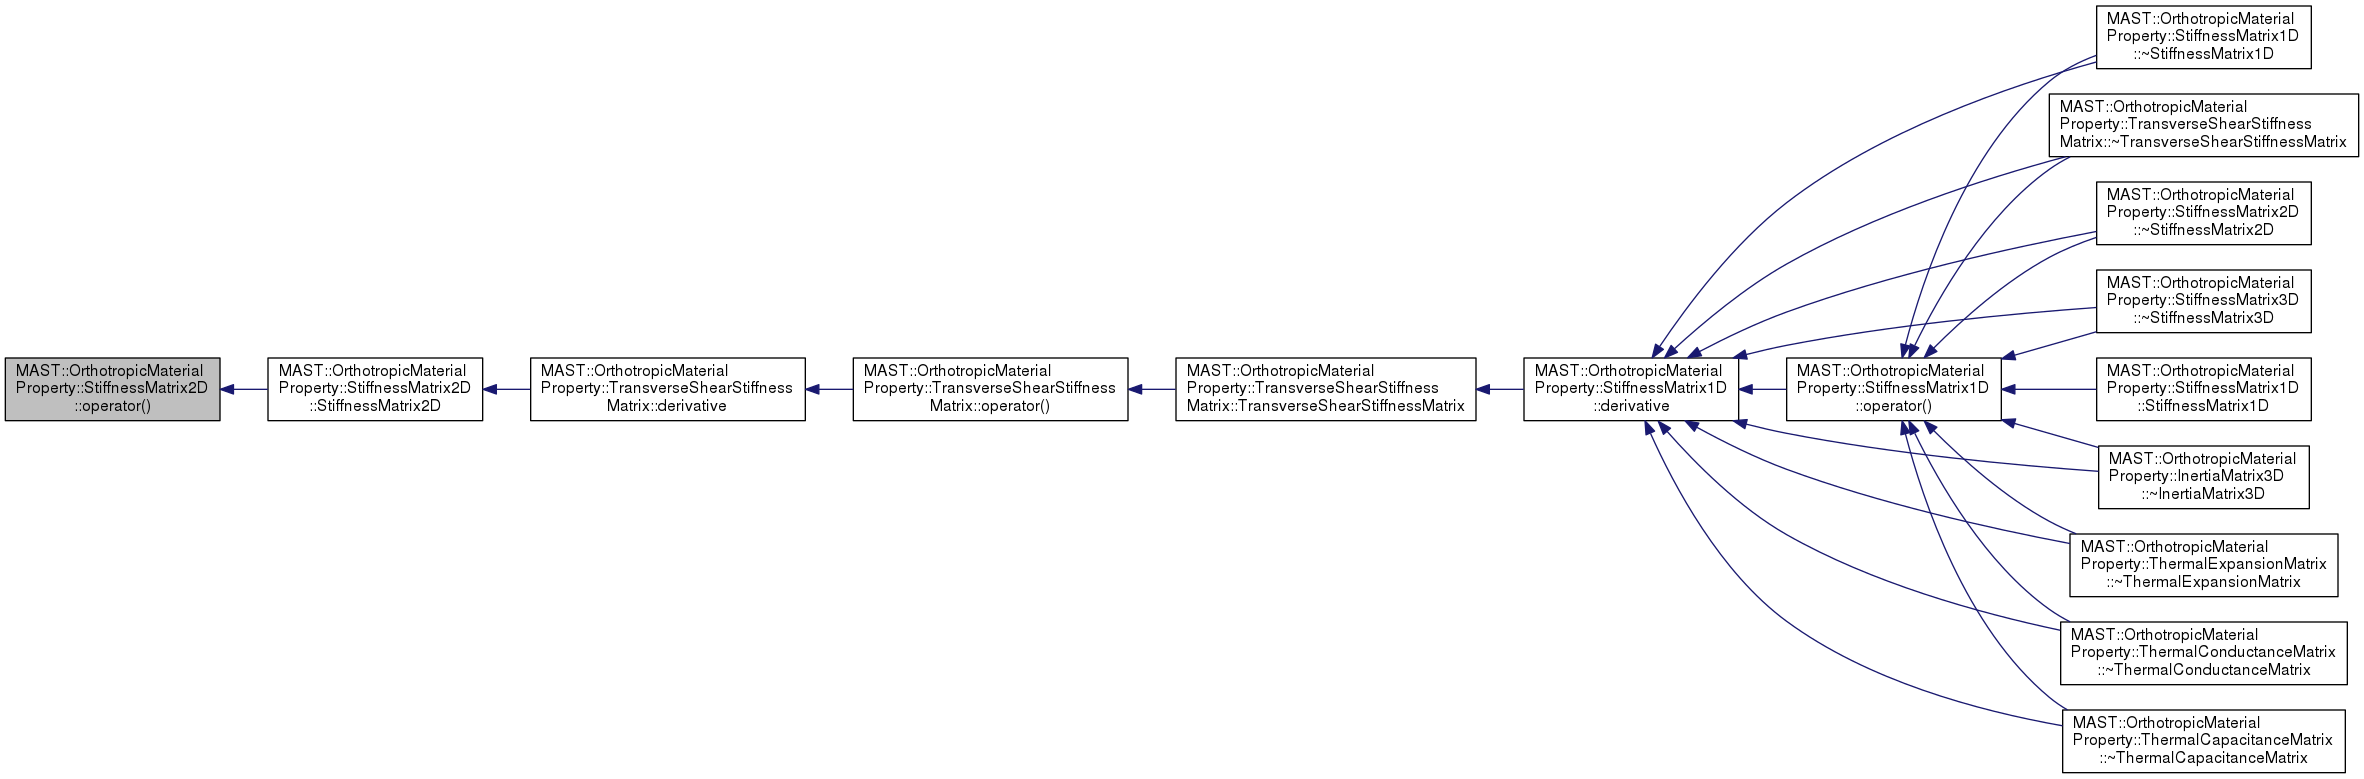 MAST::OrthotropicMaterial
Property::StiffnessMatrix2D
::operator()
MAST::OrthotropicMaterial
Property::StiffnessMatrix2D
::StiffnessMatrix2D
MAST::OrthotropicMaterial
Property::TransverseShearStiffness
Matrix::derivative
MAST::OrthotropicMaterial
Property::TransverseShearStiffness
Matrix::operator()
MAST::OrthotropicMaterial
Property::TransverseShearStiffness
Matrix::TransverseShearStiffnessMatrix
MAST::OrthotropicMaterial
Property::StiffnessMatrix1D
::derivative
MAST::OrthotropicMaterial
Property::StiffnessMatrix1D
::operator()
MAST::OrthotropicMaterial
Property::StiffnessMatrix1D
::~StiffnessMatrix1D
MAST::OrthotropicMaterial
Property::TransverseShearStiffness
Matrix::~TransverseShearStiffnessMatrix
MAST::OrthotropicMaterial
Property::StiffnessMatrix2D
::~StiffnessMatrix2D
MAST::OrthotropicMaterial
Property::StiffnessMatrix3D
::~StiffnessMatrix3D
MAST::OrthotropicMaterial
Property::StiffnessMatrix1D
::StiffnessMatrix1D
MAST::OrthotropicMaterial
Property::InertiaMatrix3D
::~InertiaMatrix3D
MAST::OrthotropicMaterial
Property::ThermalExpansionMatrix
::~ThermalExpansionMatrix
MAST::OrthotropicMaterial
Property::ThermalConductanceMatrix
::~ThermalConductanceMatrix
MAST::OrthotropicMaterial
Property::ThermalCapacitanceMatrix
::~ThermalCapacitanceMatrix